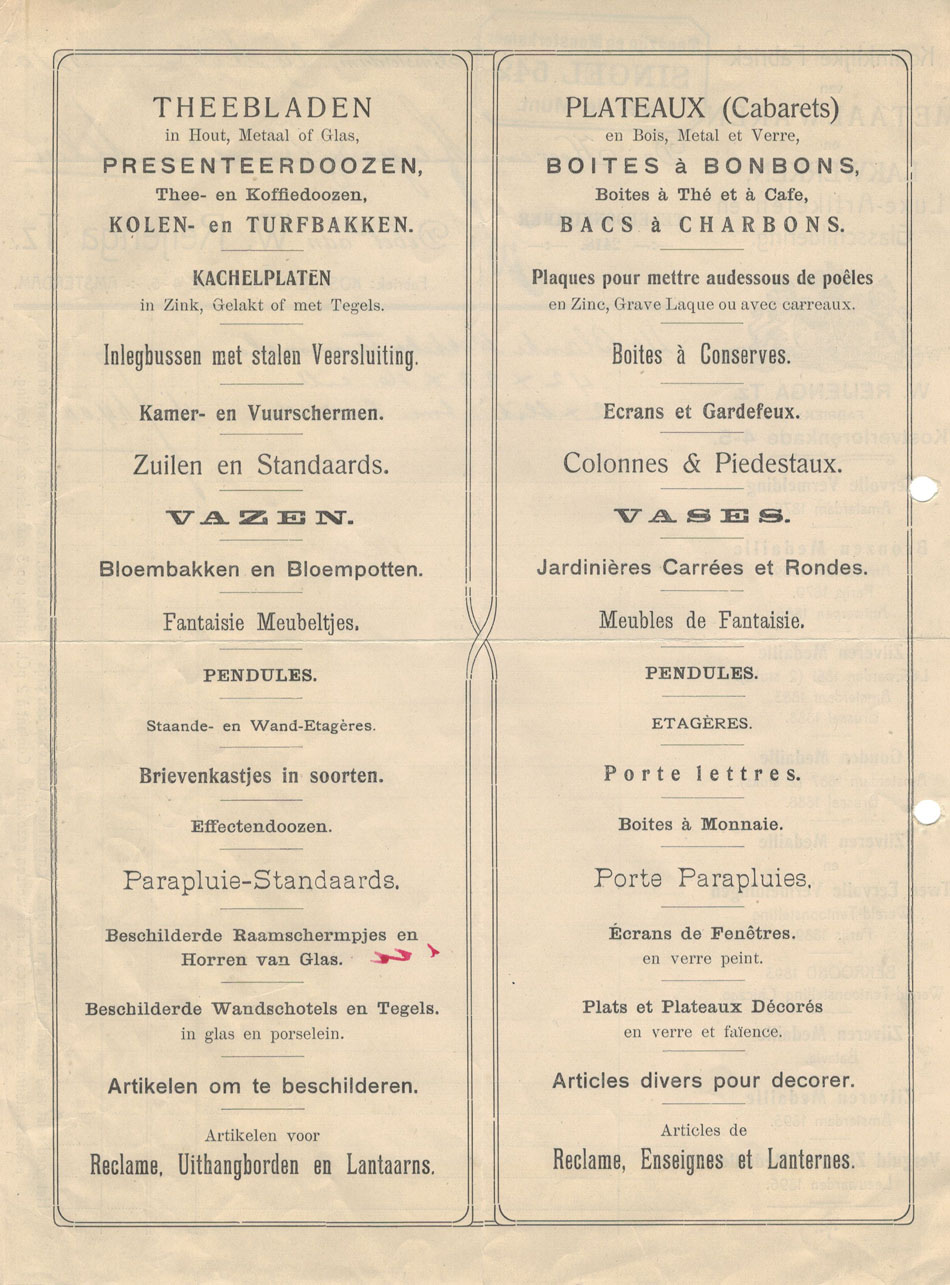 THEEBLADEN
in Hout, Metaal of Glas,
PRESENTEERDOOZEN,
Thee- en Koffiedoozen,
KOLEN- en TURFBAKKEN.
KACHELPLATEN
in Zink, Gelakt of met Tegels.
Inlegbussen met stalen Veersluiting.
Kamer- en Vuurschermen.
Zuilen en Standaards.
VAZEN.
Bloembakken en Bloempotten.
Fantaisie Meubeltjes.
PENDULES.
Staande- en Wand-Etagères.
Brievenkastjes in soorten.
Effectendoozen.
Parapluie-Standaards.
Beschilderde Raamschermpjes en
Horren van Glas.
Beschilderde Wandschotels en Tegels.
in glas en porselein.
Artikelen om te beschilderen.
Artikelen voor
Reclame, Uithangborden en Lantaarns.
PLATEAUX (Cabarets)
en Bois, Metal et Verre,
BOITES à BONBONS,
Boites à Thé et à Cafe,
BACS à CHARBONS.
Plaques pour mettre audessous de poêles
en Zinc, Grave Laque ou avec carreaux.
Boites à Conserves.
Ecrans et Gardefeux.
Colonnes & Piedestaux.
VASES.
Jardinières Carrées et Rondes.
Meubles de Fantaisie.
PENDULES.
ETAGÈRES.
Porte lettres.
Boites à Monnaie.
Porte Parapluies.
Écrans de Fenêtres.
en verre peint.
Plats et Plateaux Décorés
en verre et faïence.
Articles divers pour decorer.
Articles de
Reclame, Enseignes et Lanternes.